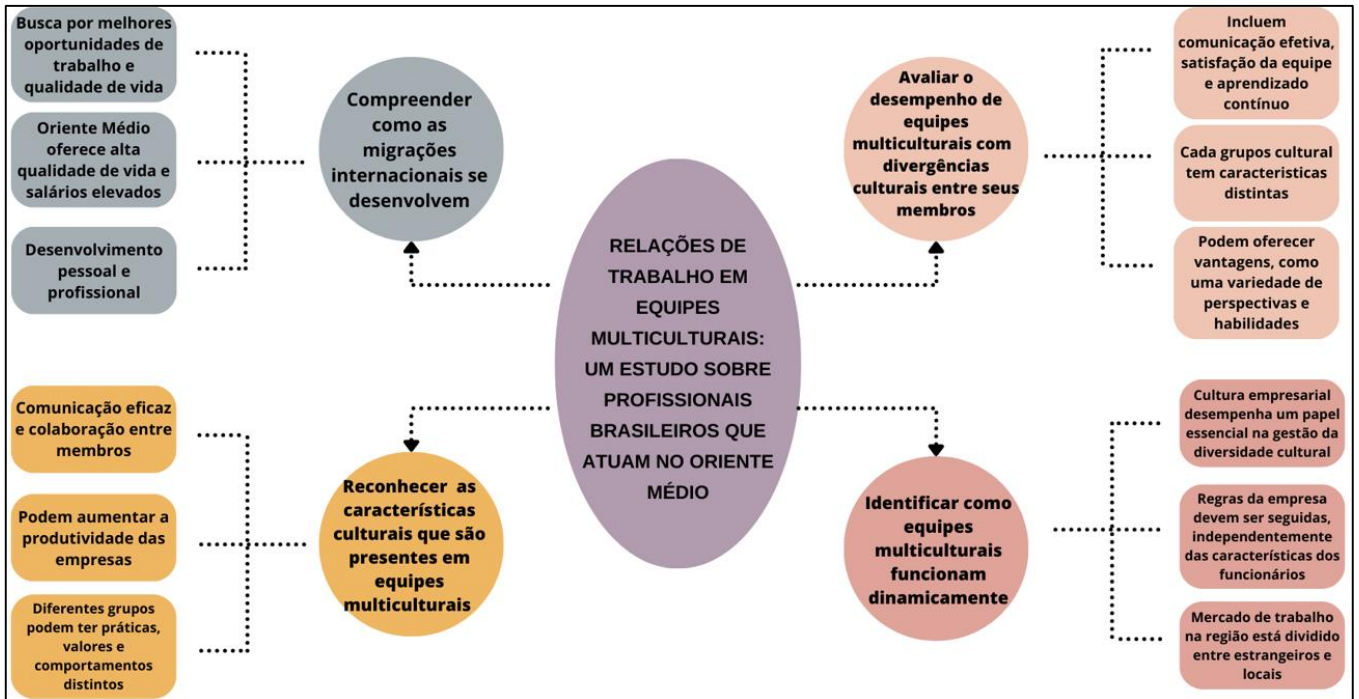 Busca por melhores
oportunidades de
trabalho e
qualidade de vida
Oriente Médio
oferece alta
qualidade de vida e
salários elevados
Desenvolvimento
pessoal e
profissional
Compreender
como as
migrações
internacionais se
desenvolvem
Avaliar o
desempenho de
equipes
multiculturais com
divergências
culturais entre seus
membros
Incluem
comunicação efetiva,
satisfação da equipe
e aprendizado
contínuo
Cada grupos cultural
tem caracteristicas
distintas
Podem oferecer
vantagens, como
uma variedade de
perspectivas e
habilidades
RELAÇÕES DE
TRABALHO EM
EQUIPES
MULTICULTURAIS:
UM ESTUDO SOBRE
PROFISSIONAIS
BRASILEIROS QUE
ATUAM NO ORIENTE
MÉDIO
Comunicação eficaz
e colaboração entre
membros
Podem aumentar a
produtividade das
empresas
Diferentes grupos
podem ter práticas,
valores e
comportamentos
distintos
Reconhecer as
características
culturais que são
presentes em
equipes
multiculturais
Identificar como
equipes
multiculturais
funcionam
dinamicamente
Cultura empresarial
desempenha um papel
essencial na gestão da
diversidade cultural
Regras da empresa
devem ser seguidas,
independentemente
das características dos
funcionários
Mercado de trabalho
na região está dividido
entre estrangeiros e
locais